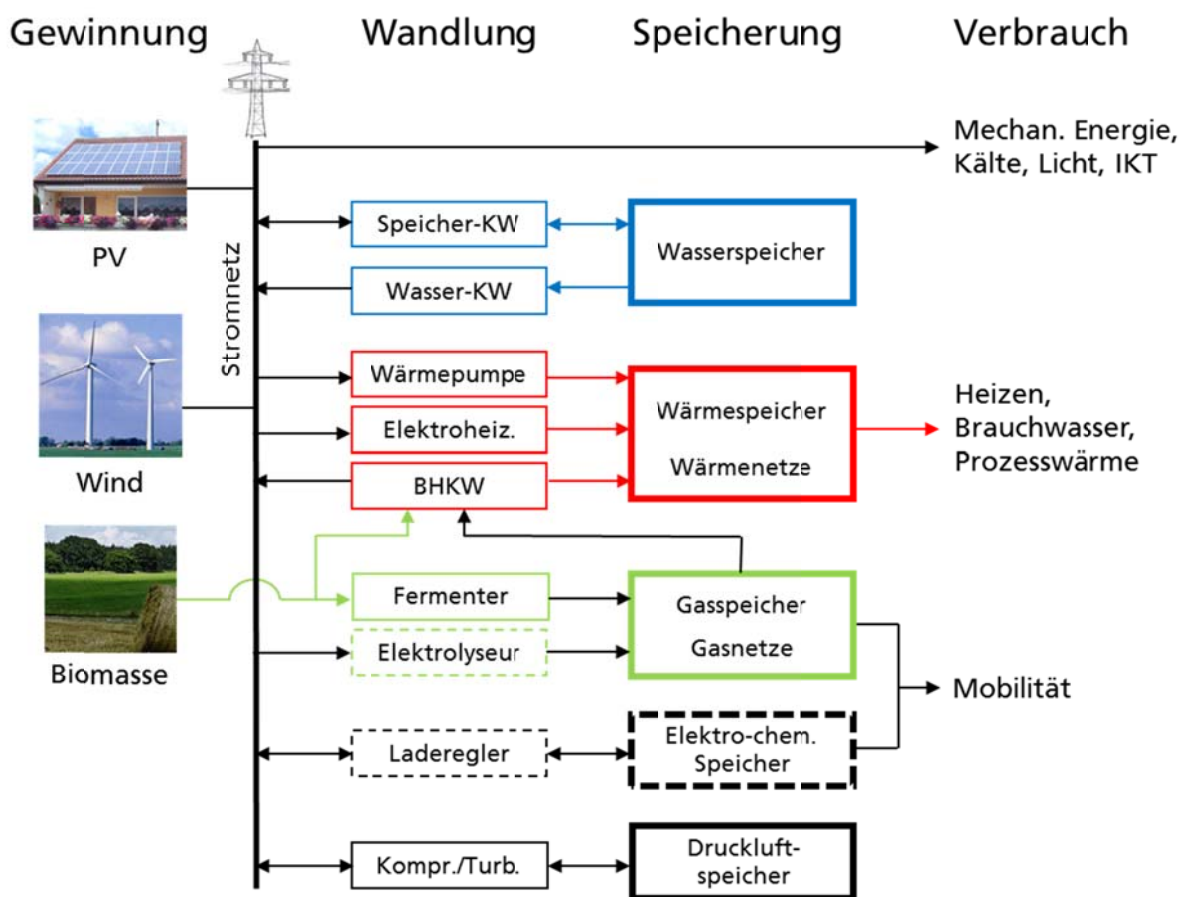 Gewinnung
Wandlung
Speicherung
Verbrauch
PV
Wind
Biomasse
Stromnetz
Speicher-KW
Wasser-KW
Wärmepumpe
Elektroheiz.
BHKW
Fermenter
Elektrolyseur
Laderegler
Kompr./Turb.
Wasserspeicher
Wärmespeicher
Wärmenetze
Gasspeicher
Gasnetze
Elektro-chem.
Speicher
Druckluft-
speicher
Mechan. Energie,
Kälte, Licht, IKT
Heizen,
Brauchwasser,
Prozesswärme
Mobilität